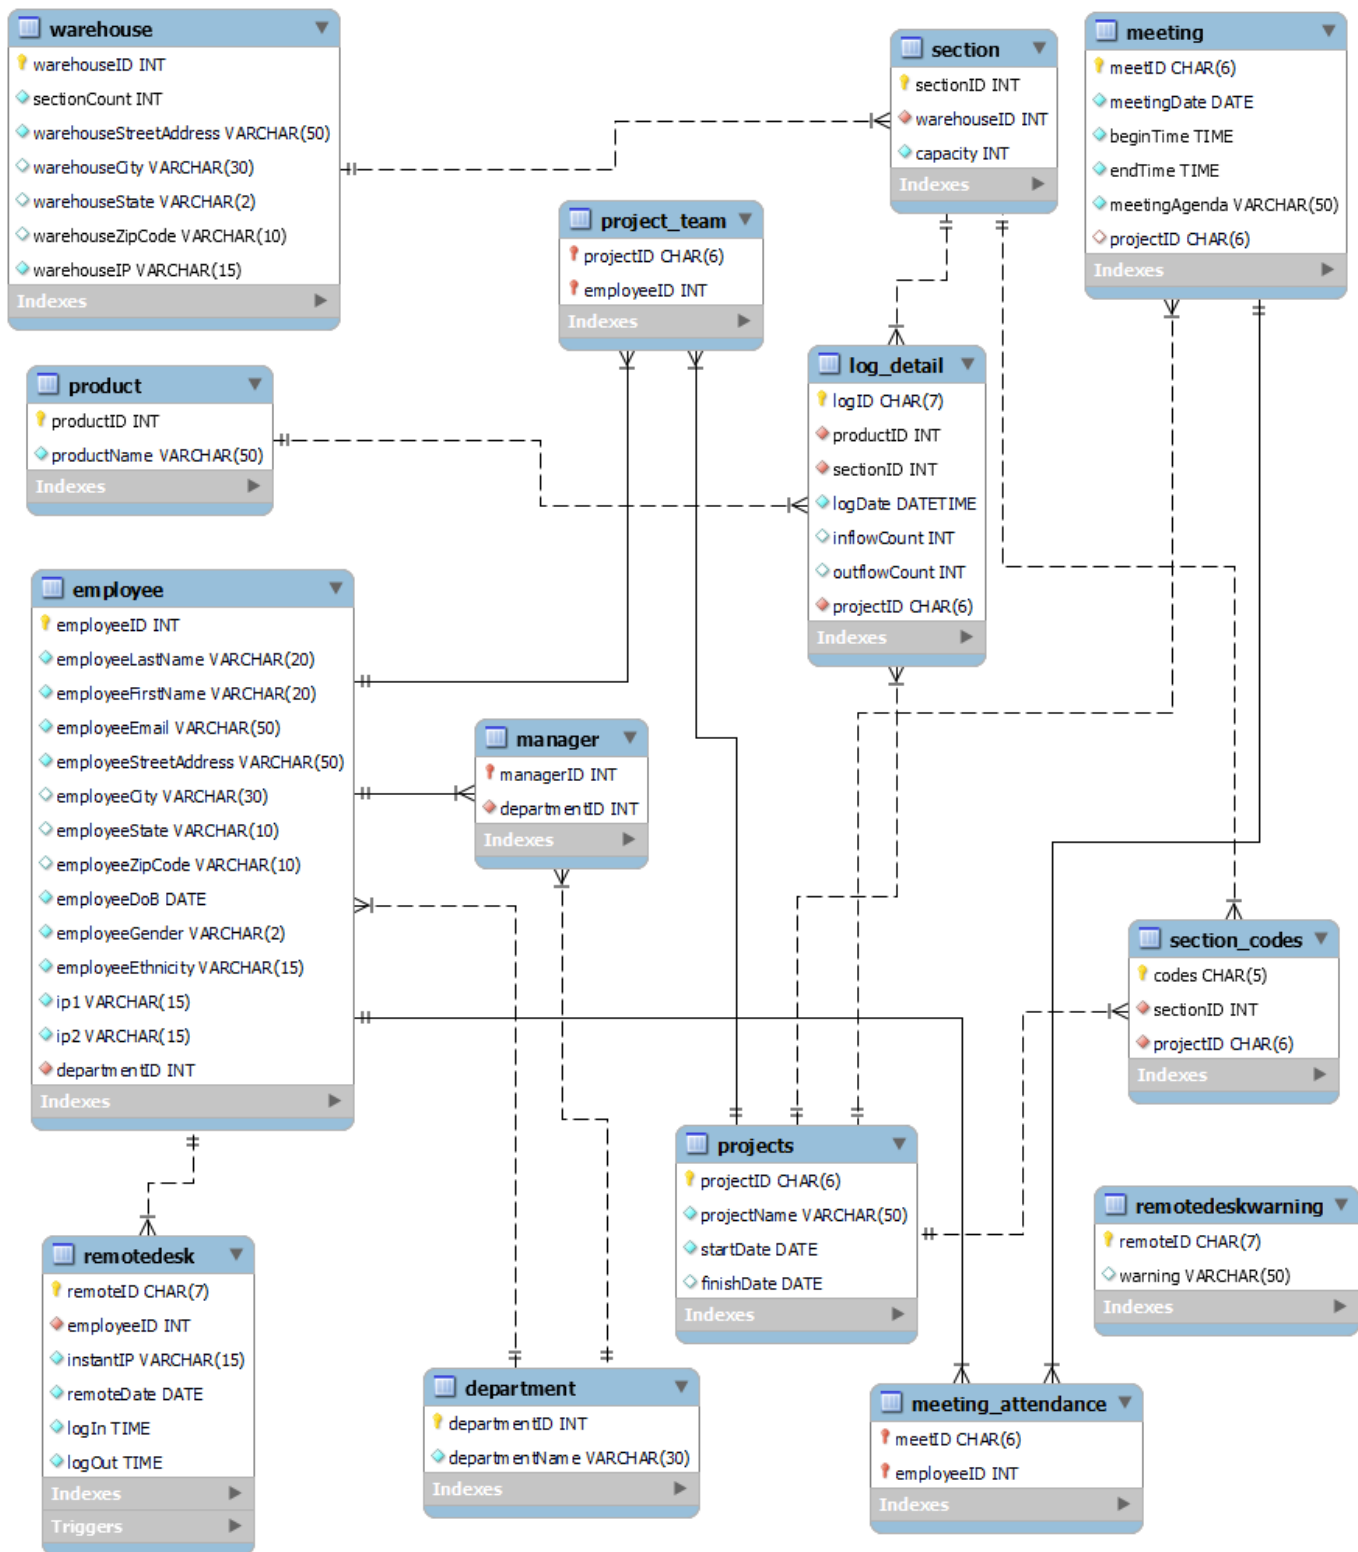 warehouse
warehouseID INT
sectionCount INT
warehouseStreetAddress VARCHAR(50)
warehouseCity VARCHAR(30)
warehouseState VARCHAR(2)
warehouseZipCode VARCHAR(10)
warehouseIP VARCHAR(15)
Indexes
section
sectionID INT
warehouseID INT
capacity INT
Indexes
meeting
meetID CHAR(6)
meetingDate DATE
beginTime TIME
endTime TIME
meetingAgenda VARCHAR(50)
projectID CHAR(6)
Indexes
project_team
projectID CHAR(6)
employeeID INT
Indexes
product
productID INT
productName VARCHAR(50)
Indexes
log_detail
logID CHAR(7)
productID INT
sectionID INT
logDate DATETIME
inflowCount INT
outflowCount INT
projectID CHAR(6)
Indexes
employee
employeeID INT
employeeLastName VARCHAR(20)
employeeFirstName VARCHAR(20)
employeeEmail VARCHAR(50)
employeeStreetAddress VARCHAR(50)
employeeCity VARCHAR(30)
employeeState VARCHAR(10)
employeeZipCode VARCHAR(10)
employeeDoB DATE
employeeGender VARCHAR(2)
employeeEthnicity VARCHAR(15)
ip1 VARCHAR(15)
ip2 VARCHAR(15)
departmentID INT
Indexes
manager
managerID INT
departmentID INT
Indexes
section_codes
codes CHAR(5)
sectionID INT
projectID CHAR(6)
Indexes
projects
projectID CHAR(6)
projectName VARCHAR(50)
startDate DATE
finishDate DATE
Indexes
remotedeskwarning
remoteID CHAR(7)
warning VARCHAR(50)
Indexes
remotedesk
remoteID CHAR(7)
employeeID INT
instantIP VARCHAR(15)
remoteDate DATE
logIn TIME
logOut TIME
Indexes
Triggers
department
departmentID INT
departmentName VARCHAR(30)
Indexes
meeting_attendance
meetID CHAR(6)
employeeID INT
Indexes